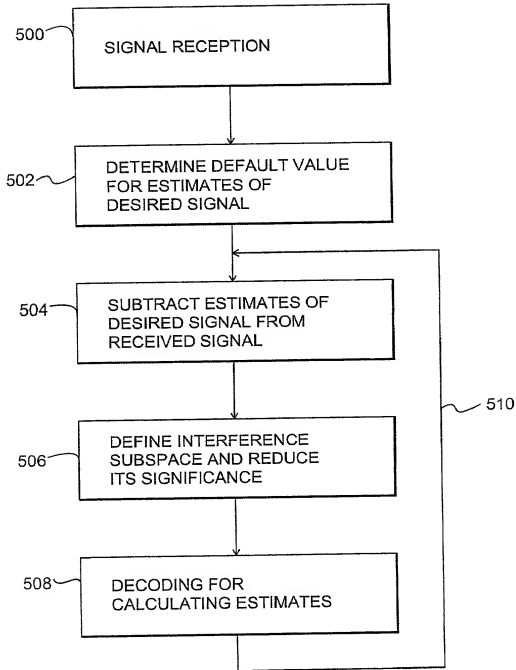 500
SIGNAL RECEPTION
502
DETERMINE DEFAULT VALUE
FOR ESTIMATES OF
DESIRED SIGNAL
504
SUBTRACT ESTIMATES OF
DESIRED SIGNAL FROM
RECEIVED SIGNAL
510
506
DEFINE INTERFERENCE
SUBSPACE AND REDUCE
ITS SIGNIFICANCE
508
DECODING FOR
CALCULATING ESTIMATES